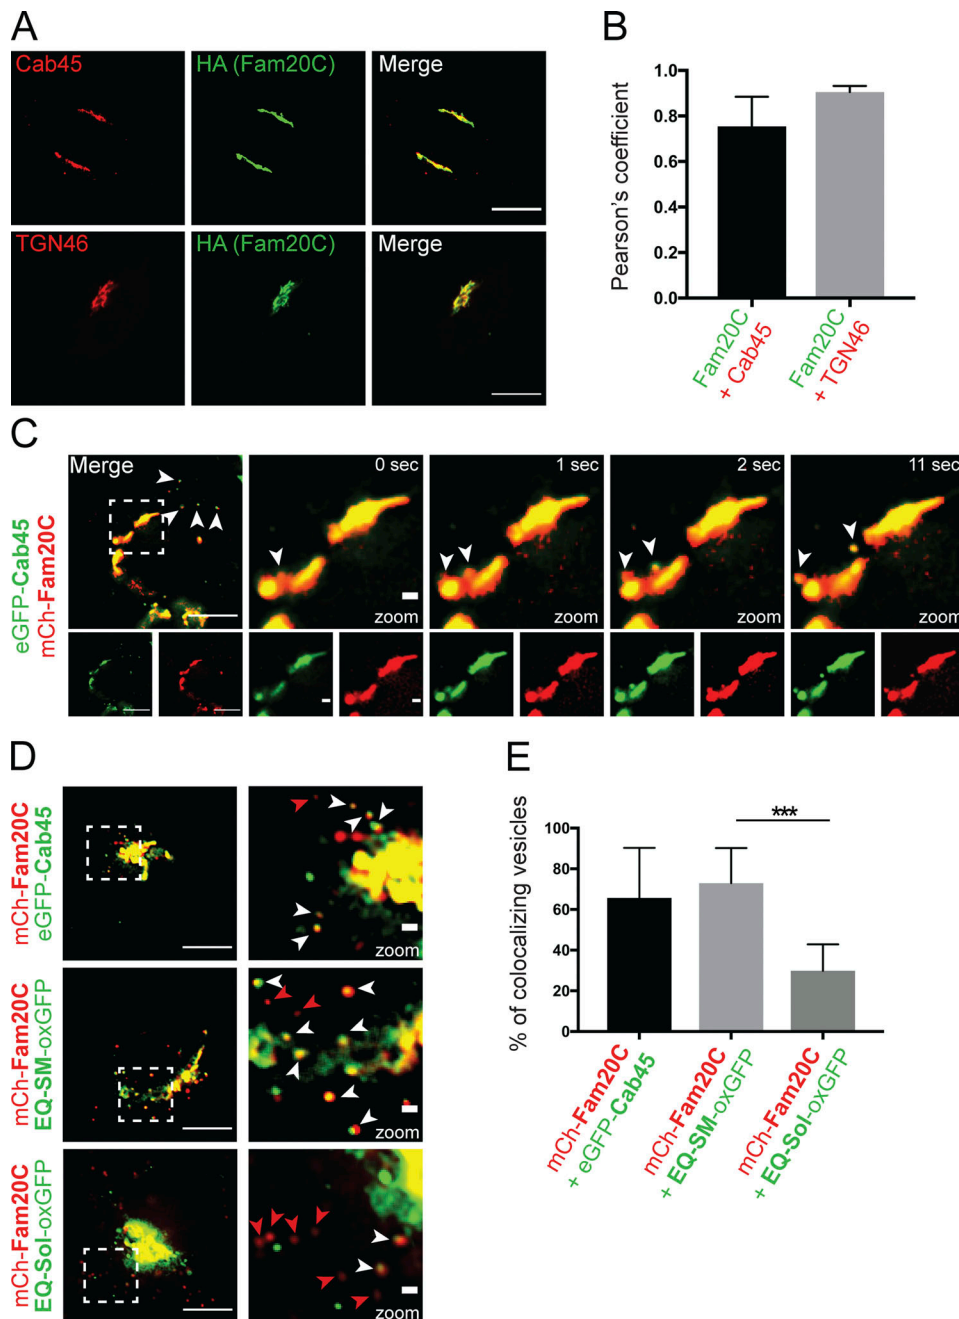 A
Cab45
HA (Fam20C)
Merge
TGN46
HA (Fam20C)
Merge
B
Pearson's coefficient
1.0
0.8
0.6
0.4
0.2
0.0
Fam20C
+ Cab45
Fam20C
+ TGN46
C
eGFP-Cab45
mCh-Fam20C
Merge
0 sec
zoom
1 sec
zoom
2 sec
zoom
11 sec
zoom
D
mCh-Fam20C
eGFP-Cab45
zoom
mCh-Fam20C
EQ-SM-oxGFP
zoom
mCh-Fam20C
EQ-Sol-oxGFP
zoom
E
% of colocalizing vesicles
100
80
60
40
20
0
***
mCh-Fam20C
+ eGFP-Cab45
mCh-Fam20C
+ EQ-SM-oxGFP
mCh-Fam20C
+ EQ-Sol-oxGFP